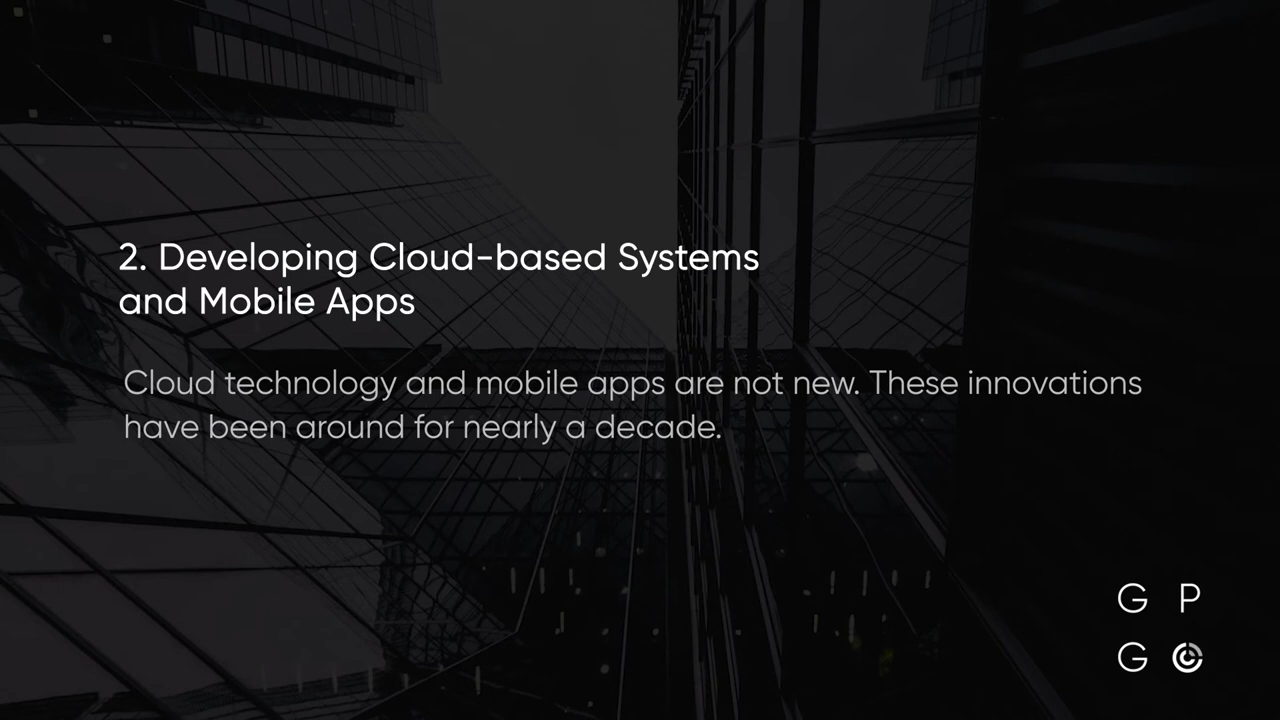 2. Developing Cloud-based Systems
and Mobile Apps
Cloud technology and mobile apps are not new. These innovations
have been around for nearly a decade.
G P
G